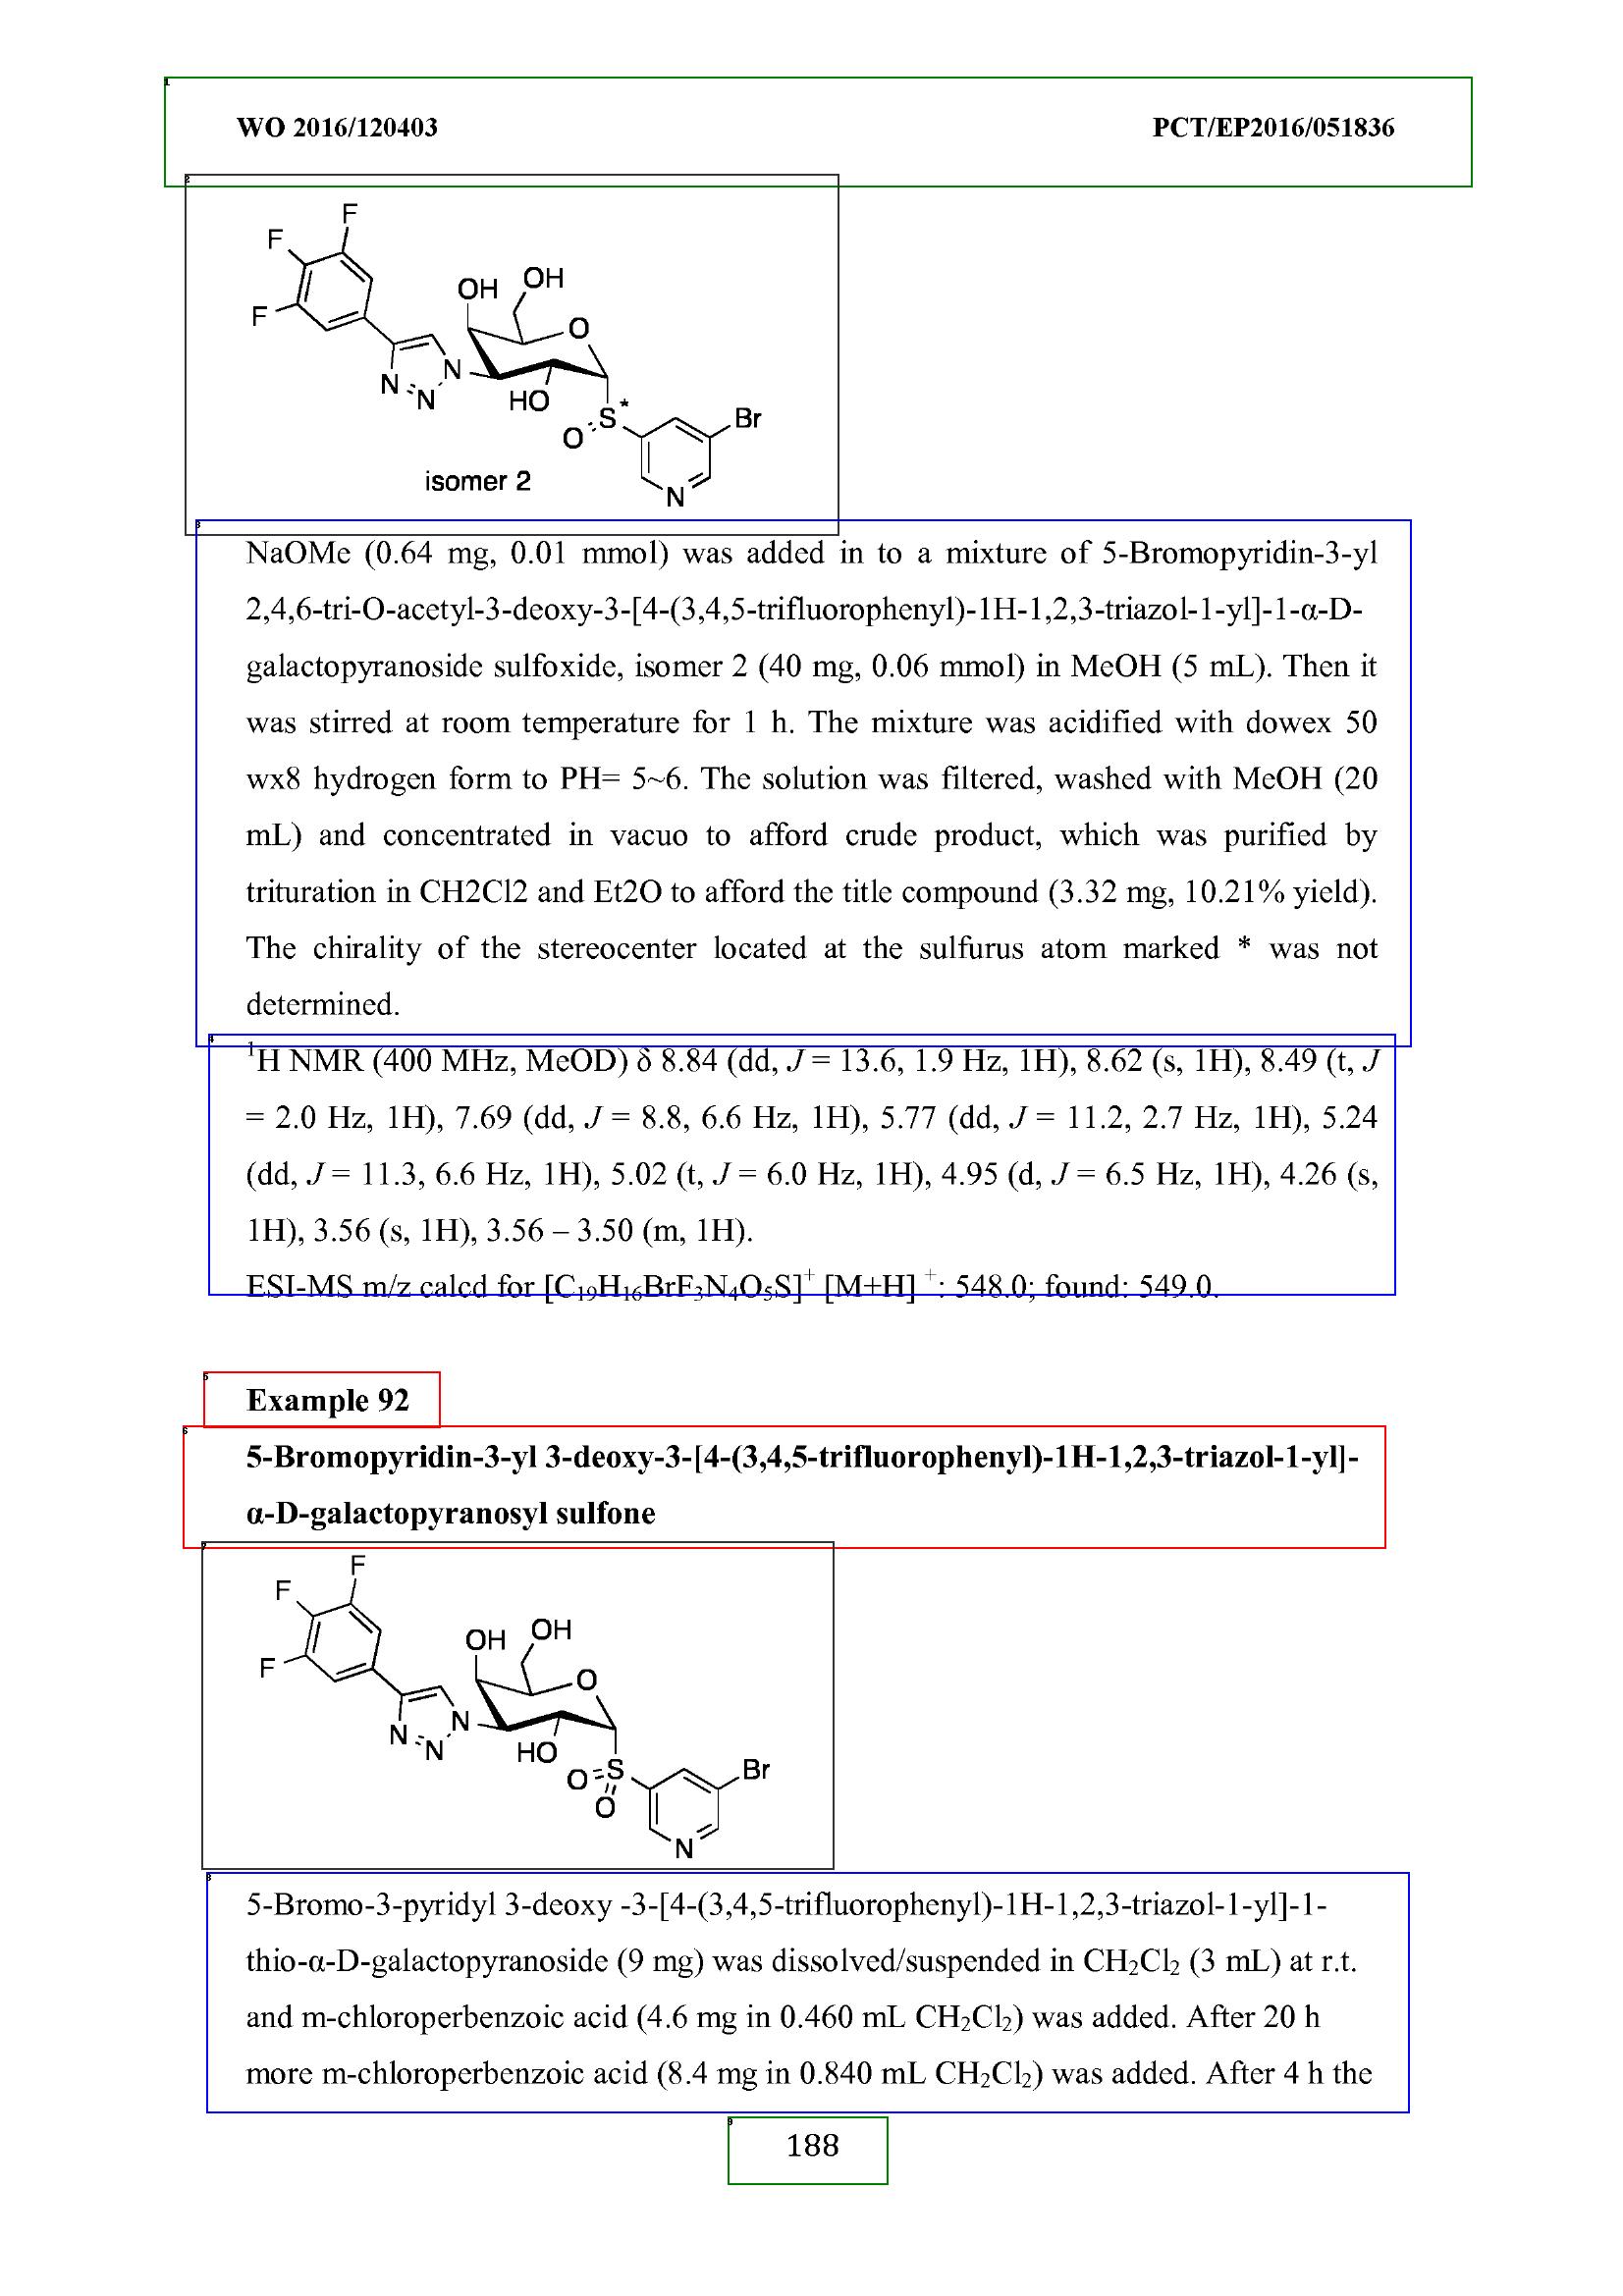 WO 2016/120403 PCT/EP2016/051836
F
F
F
OH
OH
O
N
N
N
HO
S*
O
Br
N
isomer 2
NaOMe (0.64 mg, 0.01 mmol) was added in to a mixture of 5-Bromopyridin-3-yl
2,4,6-tri-O-acetyl-3-deoxy-3-[4-(3,4,5-trifluorophenyl)-1H-1,2,3-triazol-1-yl]-1-α-D-
galactopyranoside sulfoxide, isomer 2 (40 mg, 0.06 mmol) in MeOH (5 mL). Then it
was stirred at room temperature for 1 h. The mixture was acidified with dowex 50
wx8 hydrogen form to PH= 5~6. The solution was filtered, washed with MeOH (20
mL) and concentrated in vacuo to afford crude product, which was purified by
trituration in CH2Cl2 and Et2O to afford the title compound (3.32 mg, 10.21% yield).
The chirality of the stereocenter located at the sulfurus atom marked * was not
determined.
¹H NMR (400 MHz, MeOD) δ 8.84 (dd, J = 13.6, 1.9 Hz, 1H), 8.62 (s, 1H), 8.49 (t, J
= 2.0 Hz, 1H), 7.69 (dd, J = 8.8, 6.6 Hz, 1H), 5.77 (dd, J = 11.2, 2.7 Hz, 1H), 5.24
(dd, J = 11.3, 6.6 Hz, 1H), 5.02 (t, J = 6.0 Hz, 1H), 4.95 (d, J = 6.5 Hz, 1H), 4.26 (s,
1H), 3.56 (s, 1H), 3.56 – 3.50 (m, 1H).
ESI-MS m/z calcd for [C₁₉H₁₆BrF₃N₄O₅S]⁺ [M+H] ⁺: 548.0; found: 549.0.
Example 92
5-Bromopyridin-3-yl 3-deoxy-3-[4-(3,4,5-trifluorophenyl)-1H-1,2,3-triazol-1-yl]-
α-D-galactopyranosyl sulfone
F
F
F
OH
OH
O
N
N
N
HO
O
S
O
Br
N
5-Bromo-3-pyridyl 3-deoxy -3-[4-(3,4,5-trifluorophenyl)-1H-1,2,3-triazol-1-yl]-1-
thio-α-D-galactopyranoside (9 mg) was dissolved/suspended in CH₂Cl₂ (3 mL) at r.t.
and m-chloroperbenzoic acid (4.6 mg in 0.460 mL CH₂Cl₂) was added. After 20 h
more m-chloroperbenzoic acid (8.4 mg in 0.840 mL CH₂Cl₂) was added. After 4 h the
188